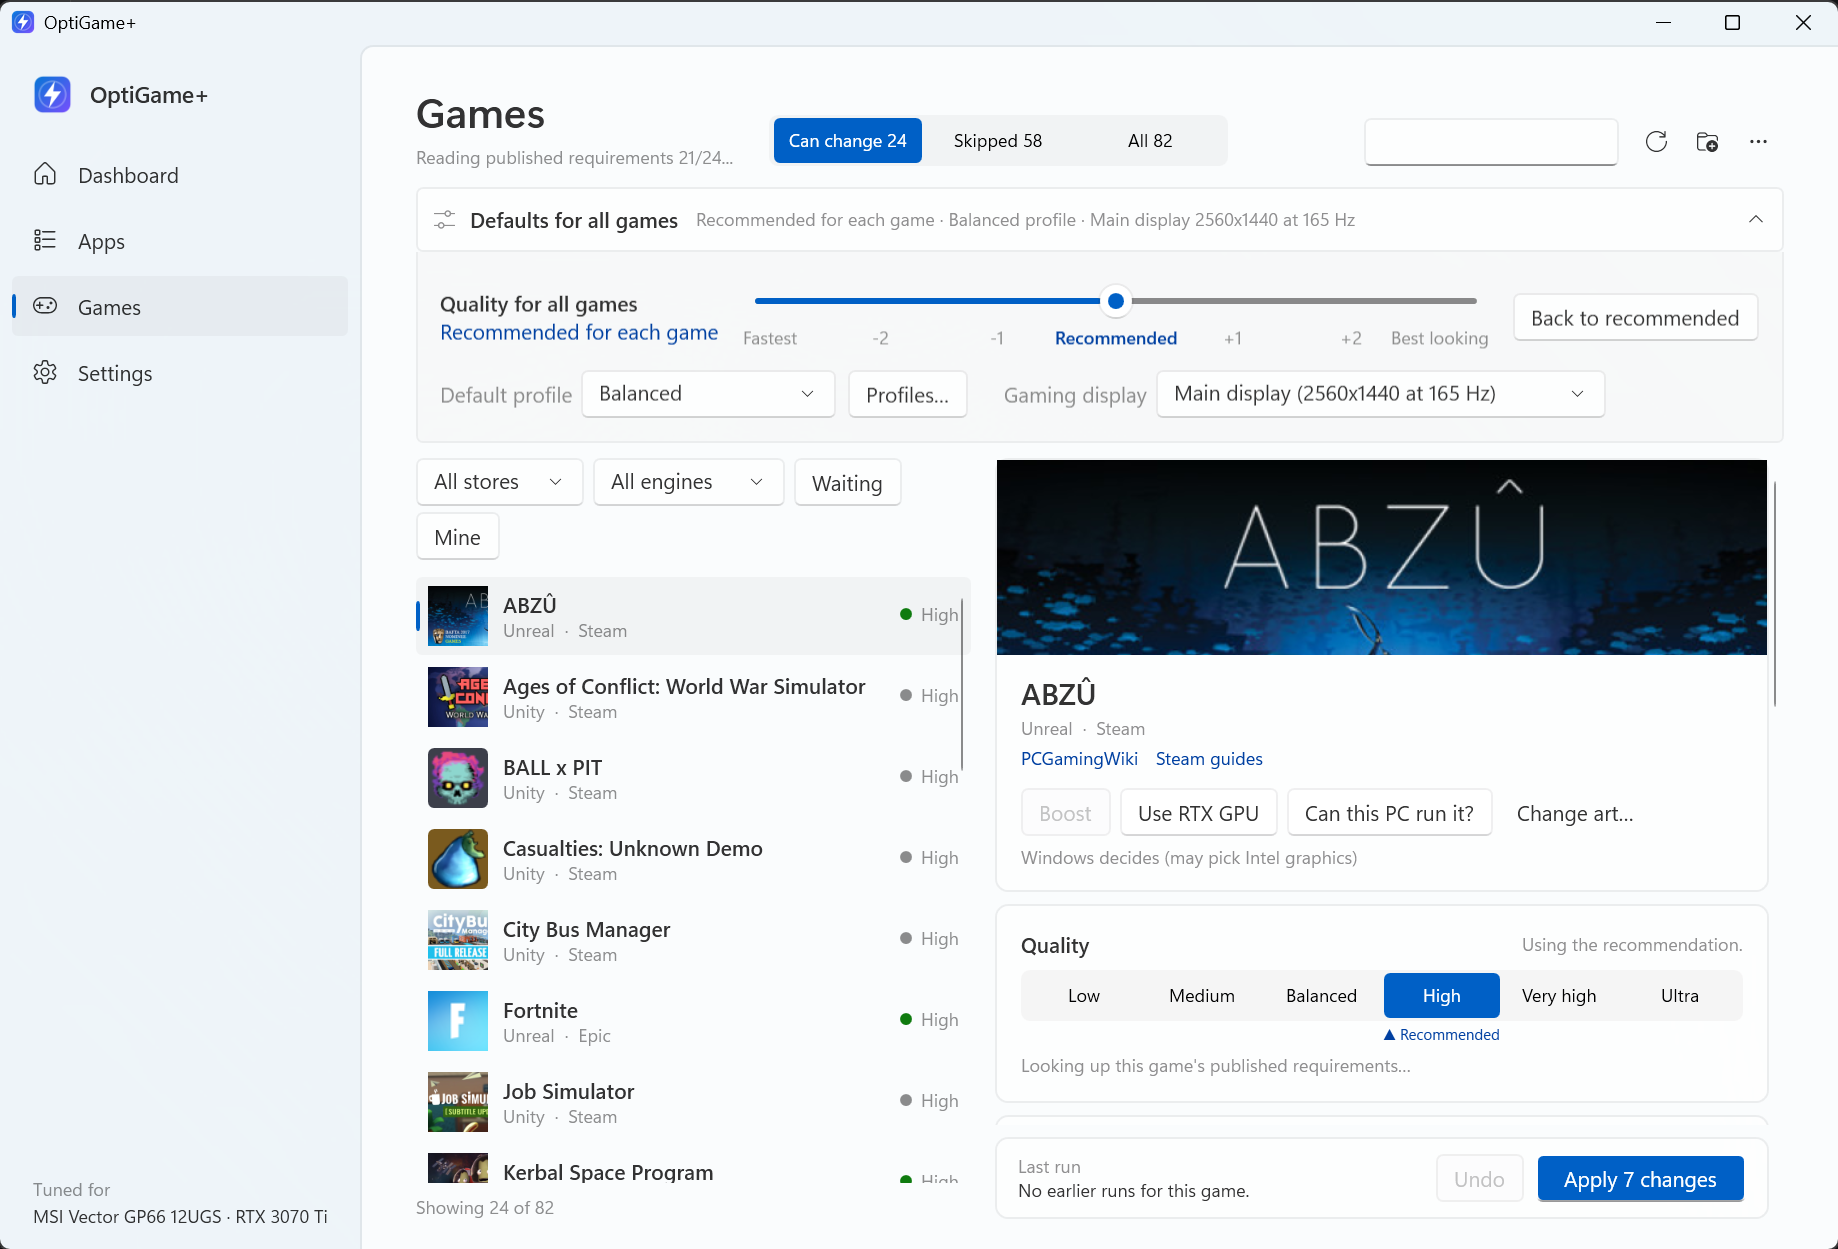 OptiGame+
OptiGame+
Dashboard
Apps
Games
Settings
Tuned for
MSI Vector GP66 12UGS · RTX 3070 Ti
Games
Reading published requirements 21/24...
Can change 24
Skipped 58
All 82
Defaults for all games
Recommended for each game · Balanced profile · Main display 2560x1440 at 165 Hz
Quality for all games
Recommended for each game
Fastest
-2
-1
Recommended
+1
+2
Best looking
Back to recommended
Default profile
Balanced
Profiles...
Gaming display
Main display (2560x1440 at 165 Hz)
All stores
All engines
Waiting
Mine
ABZÛ
Unreal · Steam
High
Ages of Conflict: World War Simulator
Unity · Steam
High
BALL x PIT
Unity · Steam
High
Casualties: Unknown Demo
Unity · Steam
High
CityBu
Manag
FULL RELEASE
City Bus Manager
Unity · Steam
High
F
Fortnite
Unreal · Epic
High
JOB SIMU
Job Simulator
Unity · Steam
High
Kerbal Space Program
High
Showing 24 of 82
ABZÛ
ABZÛ
Unreal · Steam
PCGamingWiki
Steam guides
Boost
Use RTX GPU
Can this PC run it?
Change art...
Windows decides (may pick Intel graphics)
Quality
Using the recommendation.
Low
Medium
Balanced
High
Very high
Ultra
▲ Recommended
Looking up this game's published requirements...
Last run
No earlier runs for this game.
Undo
Apply 7 changes